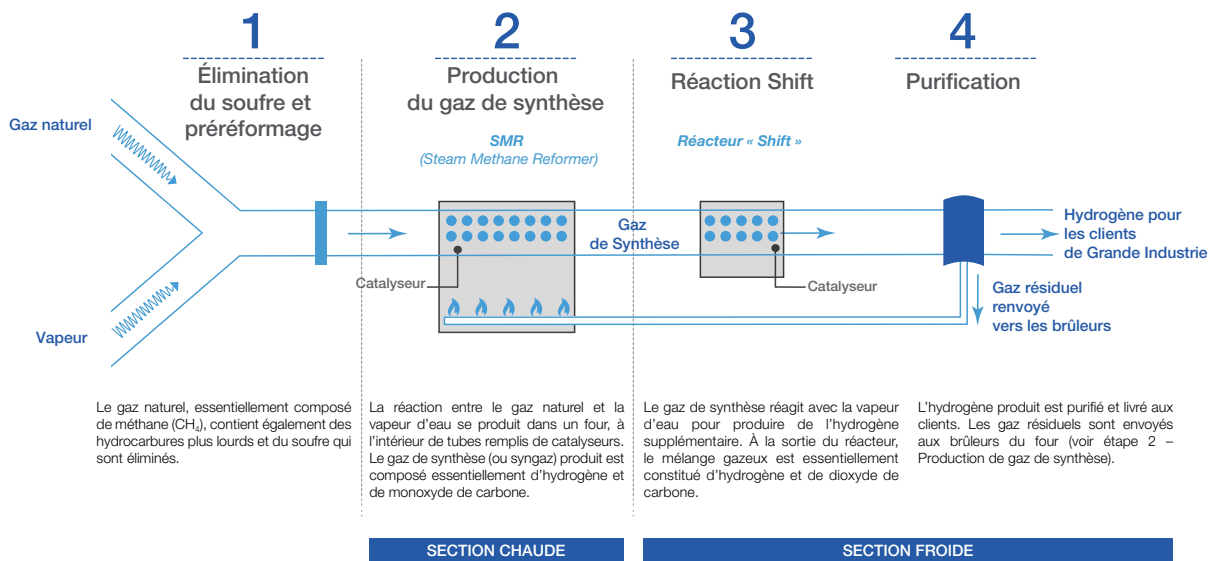 1
Élimination
du soufre et
préréformage
2
Production
du gaz de synthèse
SMR
(Steam Methane Reformer)
3
Réaction Shift
Réacteur « Shift »
4
Purification
Gaz naturel
Vapeur
Catalyseur
Gaz
de Synthèse
Catalyseur
Hydrogène pour
les clients
de Grande Industrie
Gaz résiduel
renvoyé
vers les brûleurs
Le gaz naturel, essentiellement composé
de méthane (CH₄), contient également des
hydrocarbures plus lourds et du soufre qui
sont éliminés.
La réaction entre le gaz naturel et la
vapeur d'eau se produit dans un four, à
l'intérieur de tubes remplis de catalyseurs.
Le gaz de synthèse (ou syngaz) produit est
composé essentiellement d'hydrogène et
de monoxyde de carbone.
Le gaz de synthèse réagit avec la vapeur
d'eau pour produire de l'hydrogène
supplémentaire. À la sortie du réacteur,
le mélange gazeux est essentiellement
constitué d'hydrogène et de dioxyde de
carbone.
L'hydrogène produit est purifié et livré aux
clients. Les gaz résiduels sont envoyés
aux brûleurs du four (voir étape 2 –
Production de gaz de synthèse).
SECTION CHAUDE
SECTION FROIDE